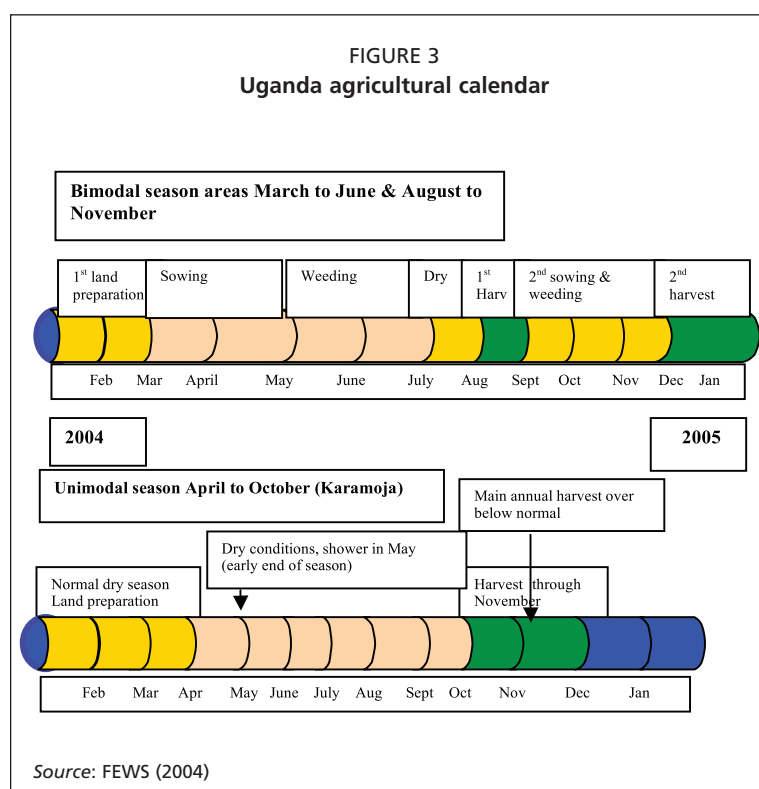 FIGURE 3
Uganda agricultural calendar
Bimodal season areas March to June & August to
November
1st land
preparation
Sowing
Weeding
Dry
1st
Harv
2nd sowing &
weeding
2nd
harvest
Feb Mar April May June July Aug Sept Oct Nov Dec Jan
2004
2005
Unimodal season April to October (Karamoja)
Main annual harvest over
below normal
Dry conditions, shower in May
(early end of season)
Normal dry season
Land preparation
Harvest through
November
Feb Mar Apr May June July Aug Sept Oct Nov Dec Jan
Source: FEWS (2004)